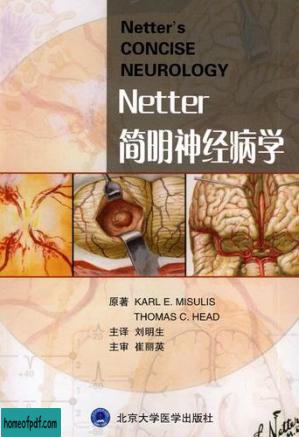 Netter's
CONCISE
NEUROLOGY
Netter
简明神经病学
原著 KARL E. MISULIS
THOMAS C. HEAD
主译 刘明生
主审 崔丽英
Netter
homeofpdf.com
北京大学医学出版社